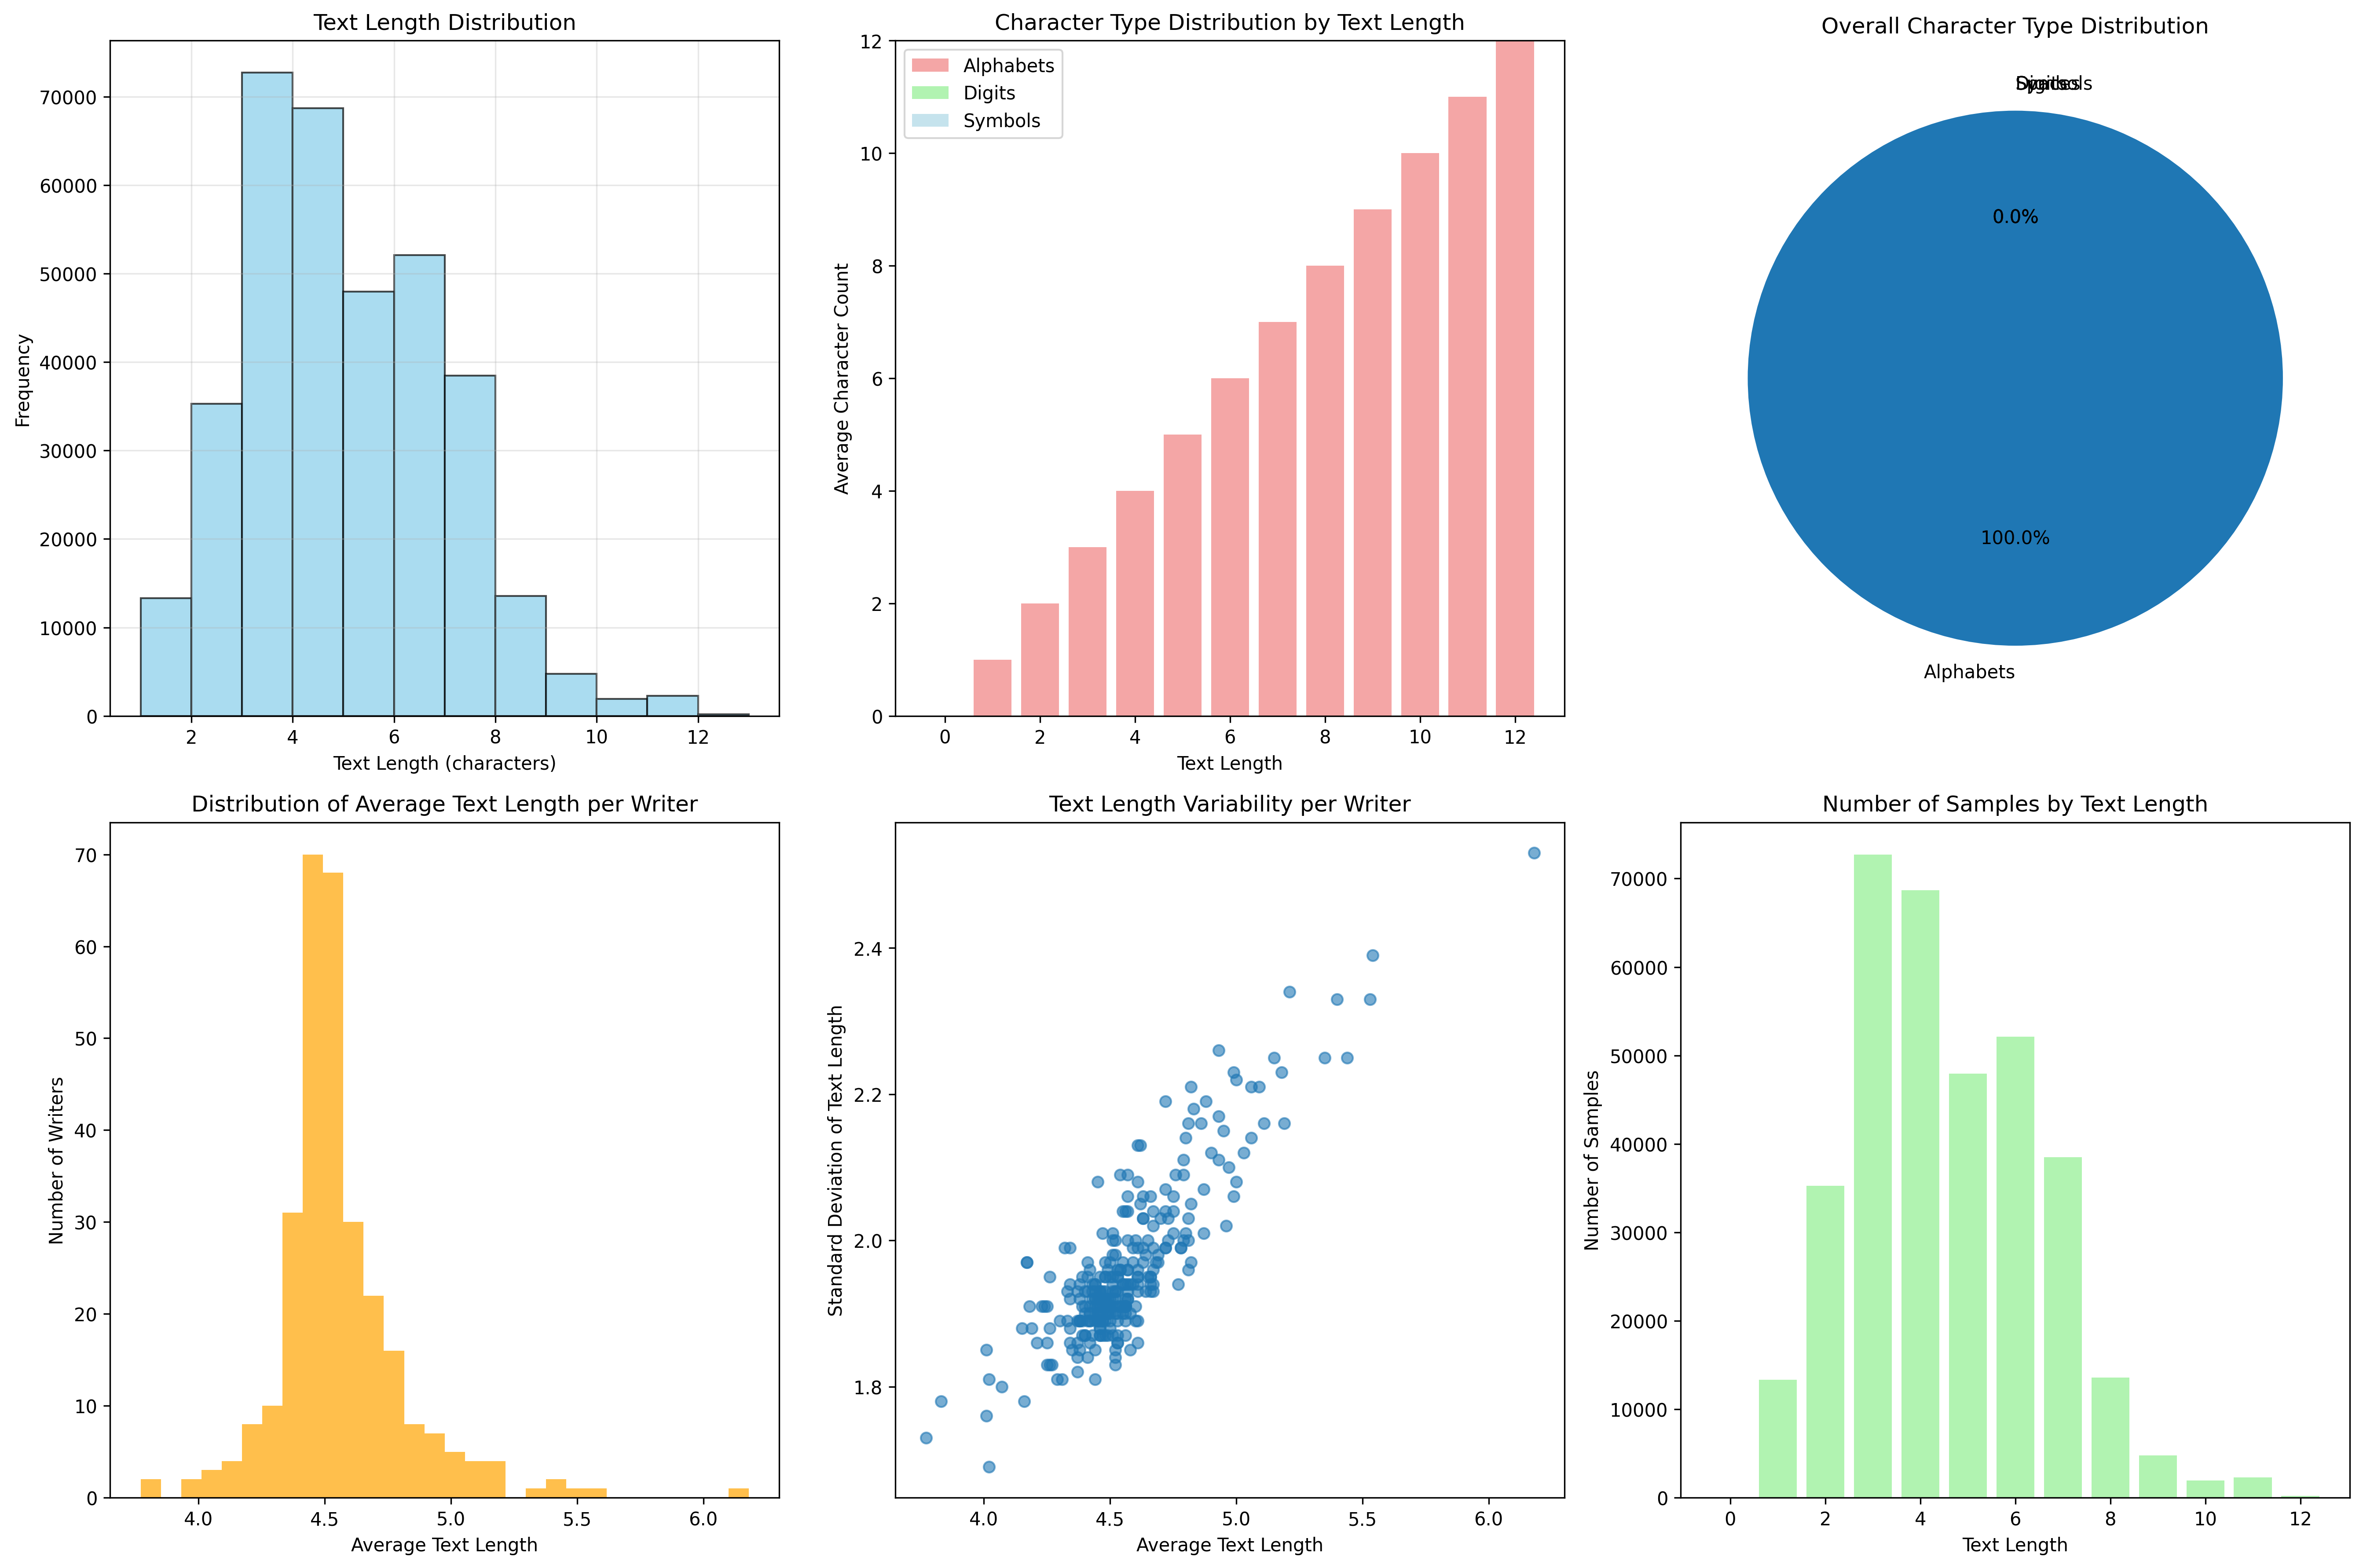 Text Length Distribution
70000
60000
50000
40000
30000
20000
10000
0
Frequency
2 4 6 8 10 12
Text Length (characters)
Character Type Distribution by Text Length
Alphabets
Digits
Symbols
12
10
8
6
4
2
0
Average Character Count
0 2 4 6 8 10 12
Text Length
Overall Character Type Distribution
0.0%
100.0%
Alphabets
Distribution of Average Text Length per Writer
70
60
50
40
30
20
10
0
Number of Writers
4.0 4.5 5.0 5.5 6.0
Average Text Length
Text Length Variability per Writer
2.4
2.2
2.0
1.8
Standard Deviation of Text Length
4.0 4.5 5.0 5.5 6.0
Average Text Length
Number of Samples by Text Length
70000
60000
50000
40000
30000
20000
10000
0
Number of Samples
0 2 4 6 8 10 12
Text Length